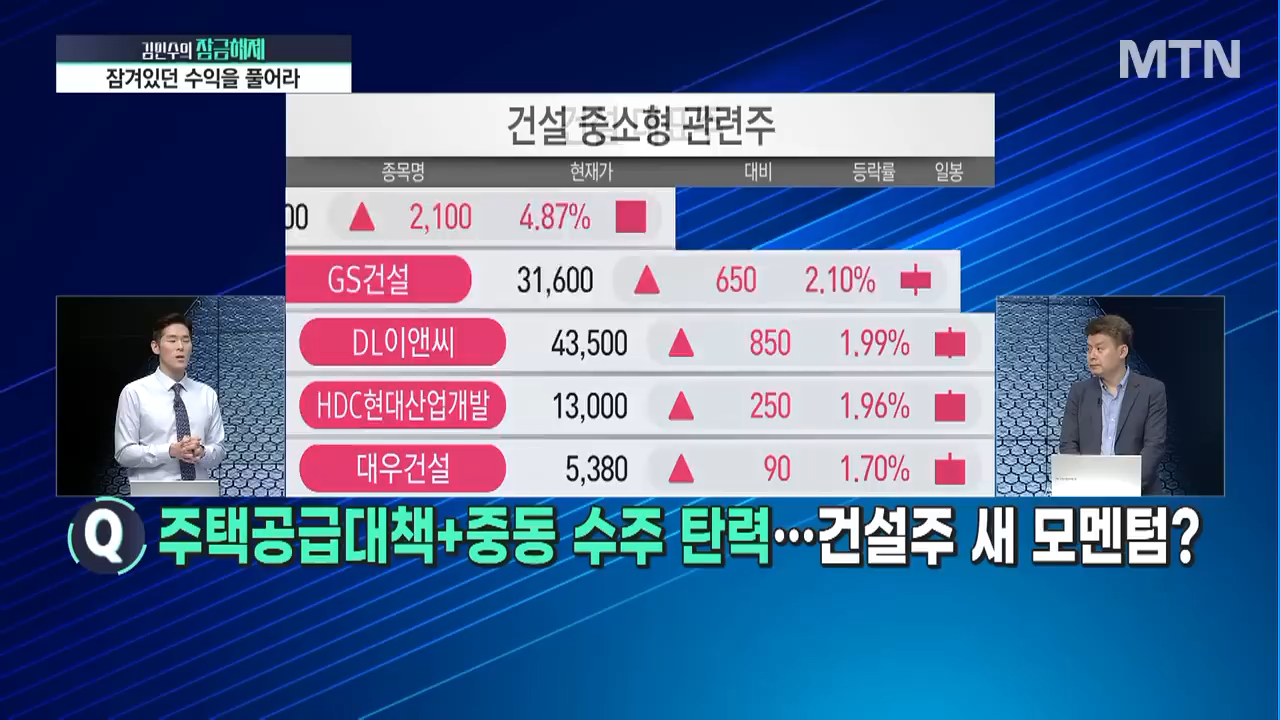 김민수의 잠금해제
MTN
잠겨있던 수익을 풀어라
건설 중소형 관련주
종목명 현재가 대비 등락률 일봉
00 ▲ 2,100 4.87%
GS건설 31,600 ▲ 650 2.10%
DL이앤씨 43,500 ▲ 850 1.99%
HDC현대산업개발 13,000 ▲ 250 1.96%
대우건설 5,380 ▲ 90 1.70%
Q 주택공급대책+중동 수주 탄력…건설주 새 모멘텀?